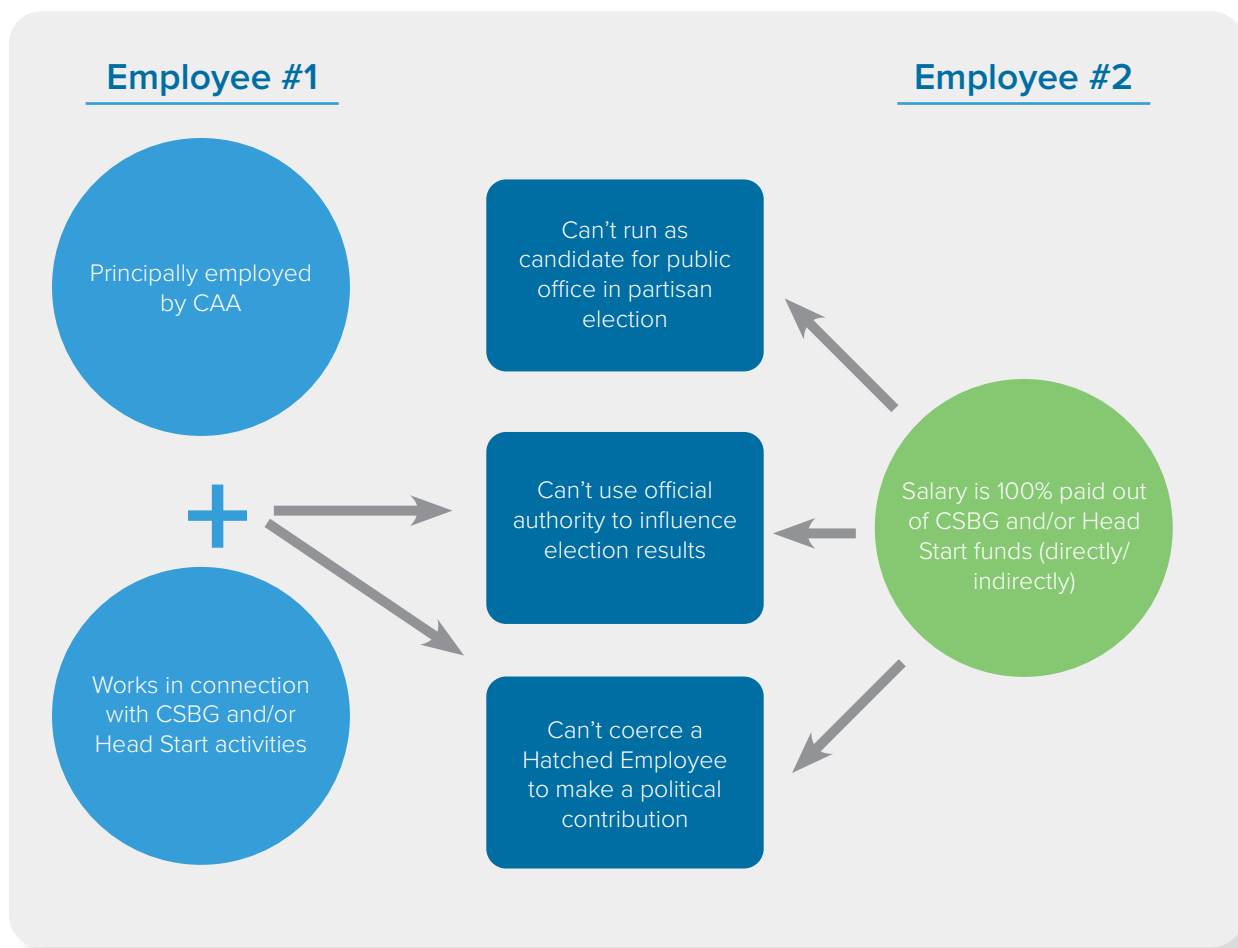 Employee #1
Employee #2
Principally employed
by CAA
Works in connection
with CSBG and/or
Head Start activities
Can’t run as
candidate for public
office in partisan
election
Can’t use official
authority to influence
election results
Can’t coerce a
Hatched Employee
to make a political
contribution
Salary is 100% paid out
of CSBG and/or Head
Start funds (directly/
indirectly)